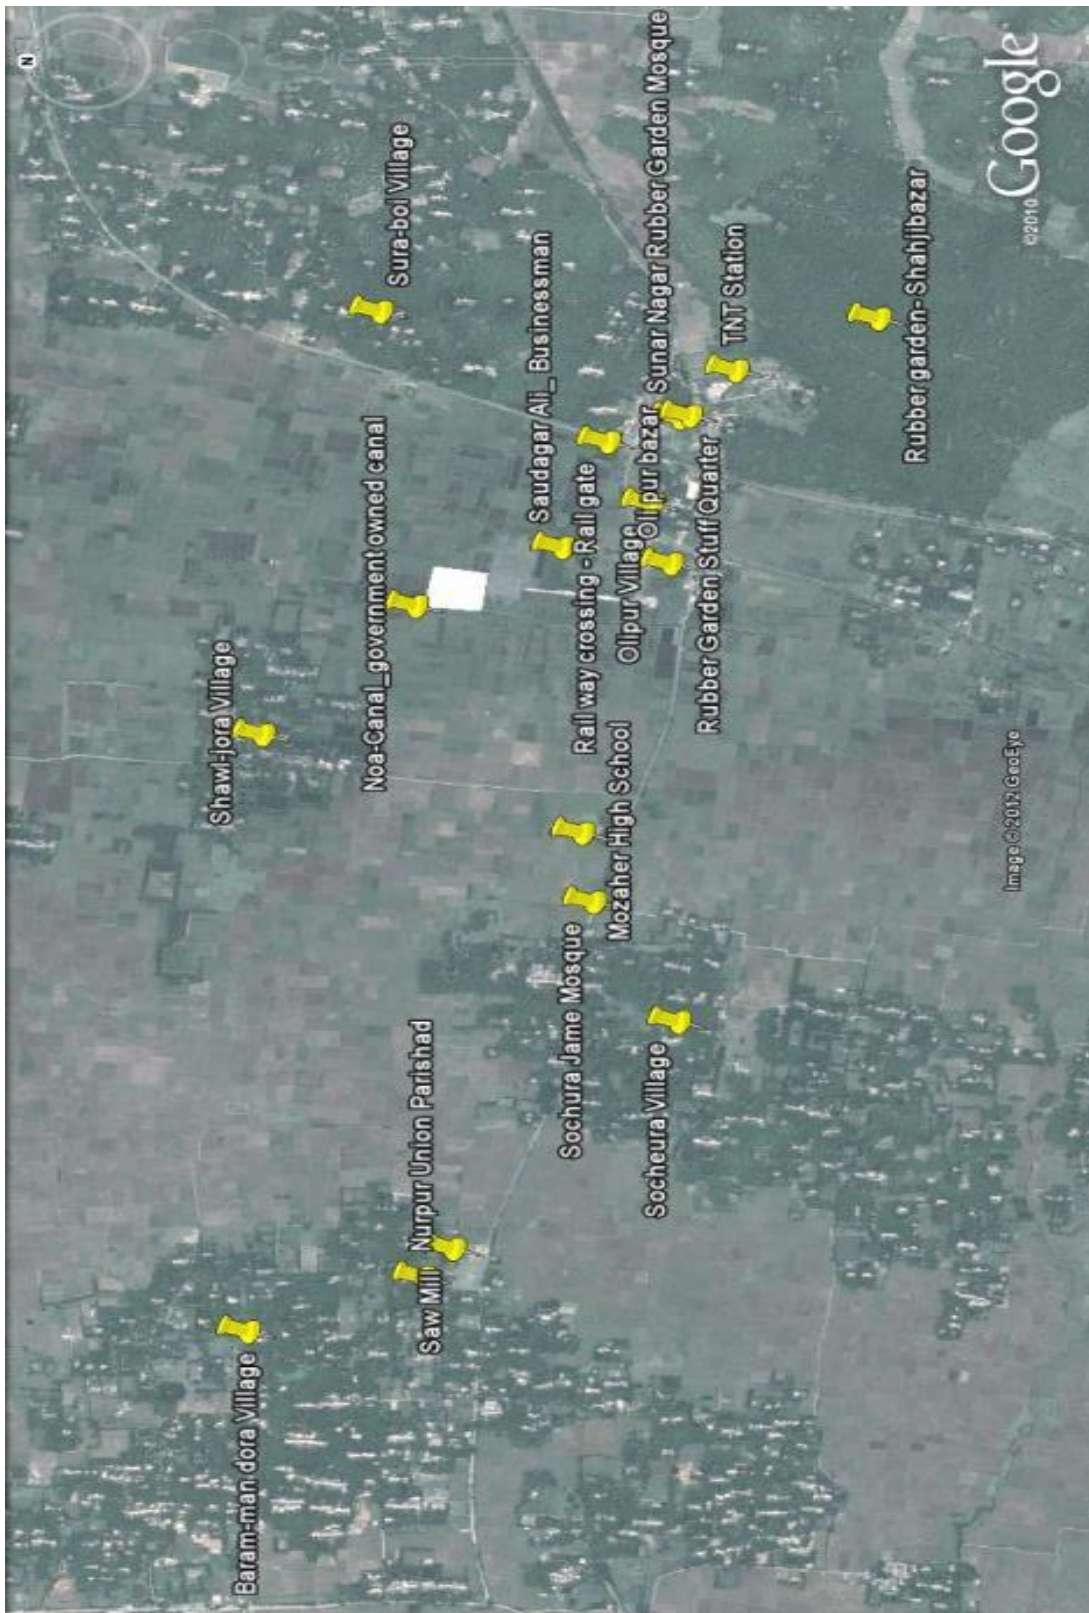 N
Baram-man dora Village
Shawl-jora Village
Sura-boi Village
Noa-Canal_government owned canal
Saw Mill
Nurpur Union Parishad
Saudagar Ali_ Businessman
Sochura Jame Mosque
Rail way crossing - Rail gate
Mozaher High School
Olipur Village
Olipur bazar
Sunar Nagar Rubber Garden Mosque
Socheura Village
Rubber Garden Stuff Quarter
TNT Station
Rubber garden- Shahjibazar
Image © 2012 GeoEye
©2010 Google